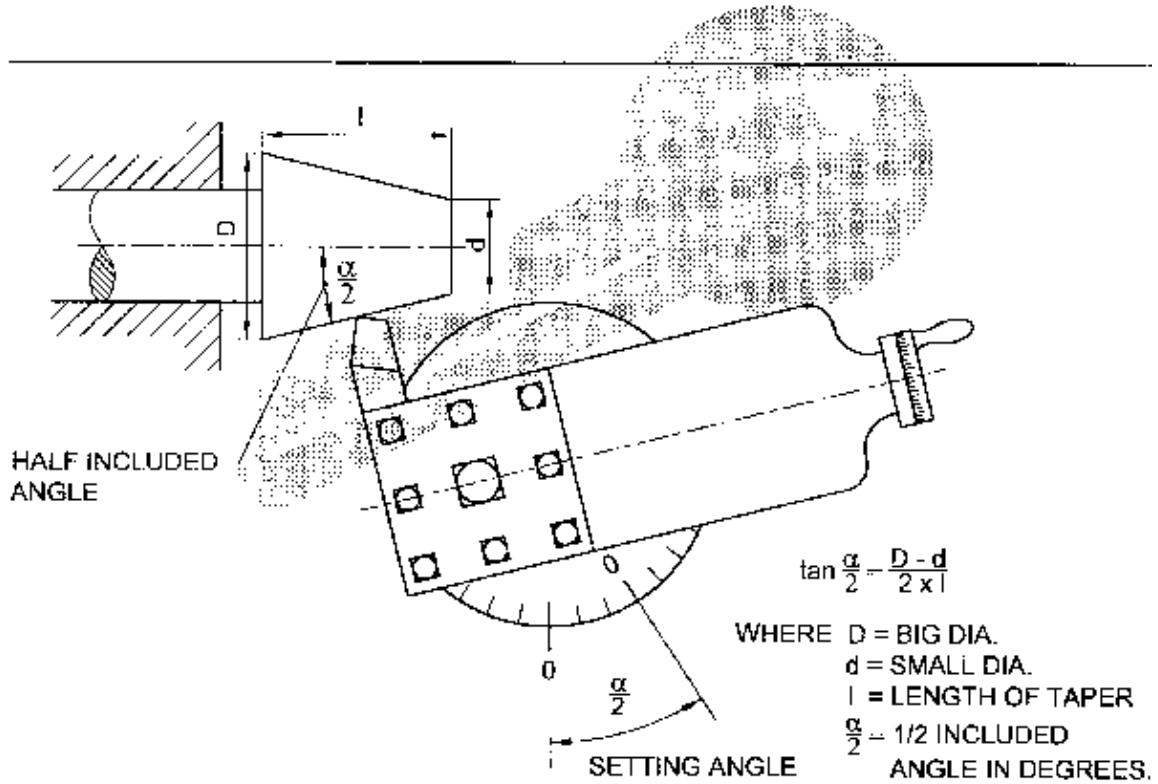 l
D
d
α/2
HALF INCLUDED
ANGLE
0
0
α/2
SETTING ANGLE
tan α/2 = D - d / 2 x l
WHERE D = BIG DIA.
d = SMALL DIA.
l = LENGTH OF TAPER
α/2 = 1/2 INCLUDED
ANGLE IN DEGREES.